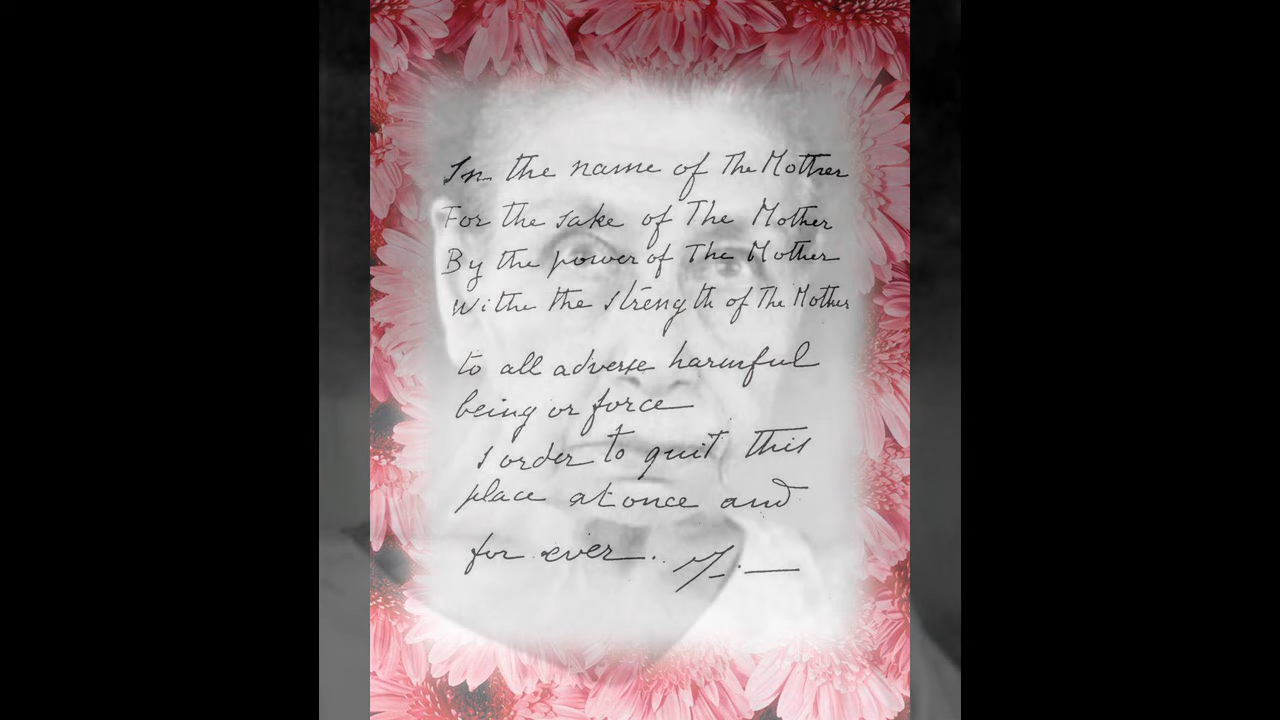 In the name of The Mother
For the sake of The Mother
By the power of The Mother
Withe the strength of The Mother
to all adverse harmful
being or force
I order to quit this
place at once and
for ever.